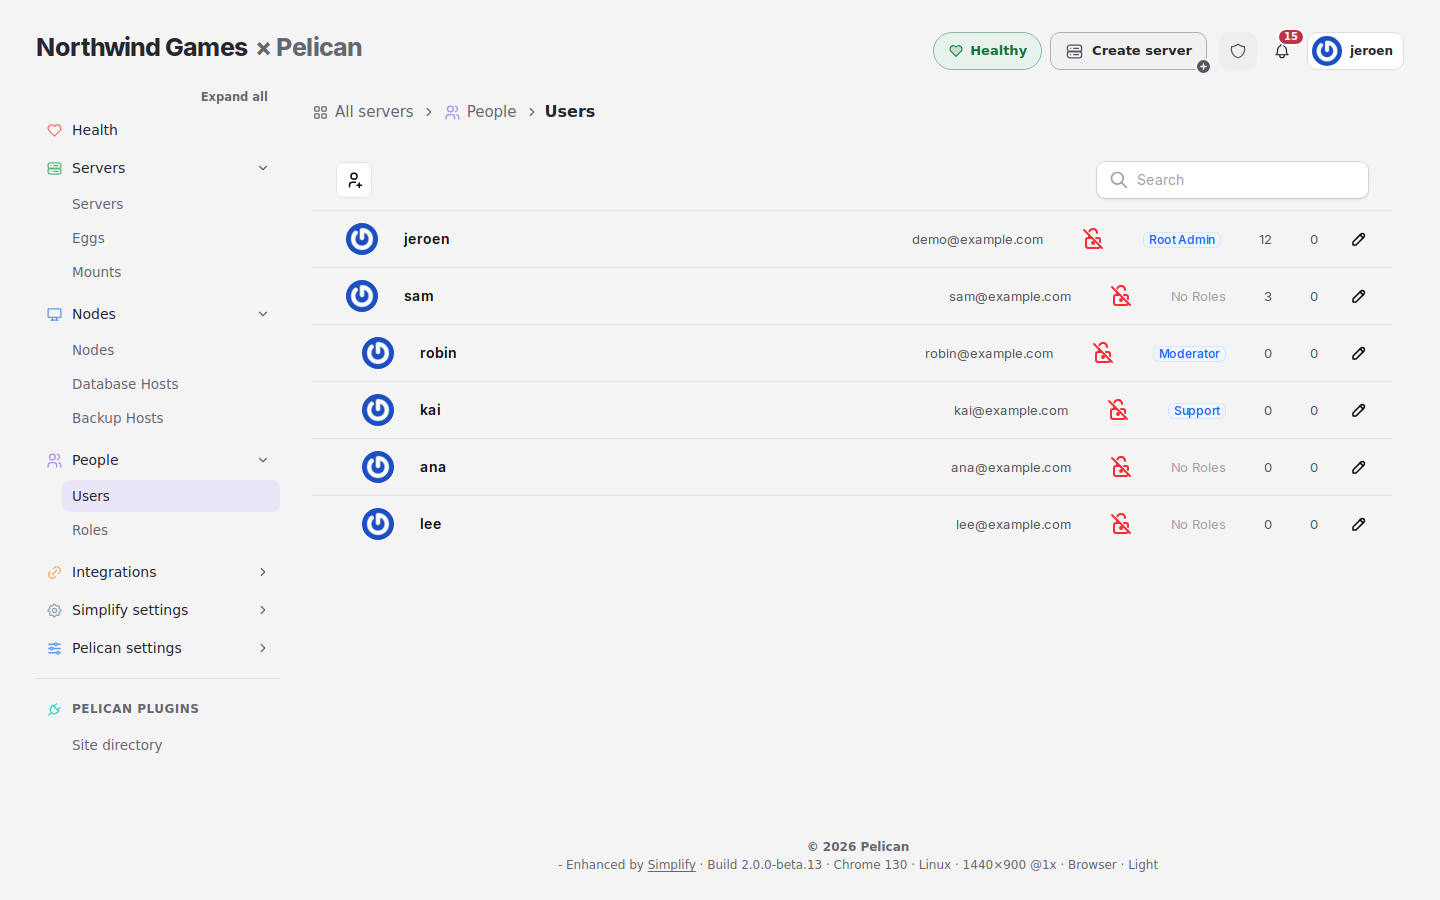 Northwind Games × Pelican
Healthy
Create server
15
jeroen
Expand all
Health
Servers
Servers
Eggs
Mounts
Nodes
Nodes
Database Hosts
Backup Hosts
People
Users
Roles
Integrations
Simplify settings
Pelican settings
PELICAN PLUGINS
Site directory
All servers > People > Users
Search
jeroen demo@example.com Root Admin 12 0
sam sam@example.com No Roles 3 0
robin robin@example.com Moderator 0 0
kai kai@example.com Support 0 0
ana ana@example.com No Roles 0 0
lee lee@example.com No Roles 0 0
© 2026 Pelican
- Enhanced by Simplify · Build 2.0.0-beta.13 · Chrome 130 · Linux · 1440×900 @1x · Browser · Light